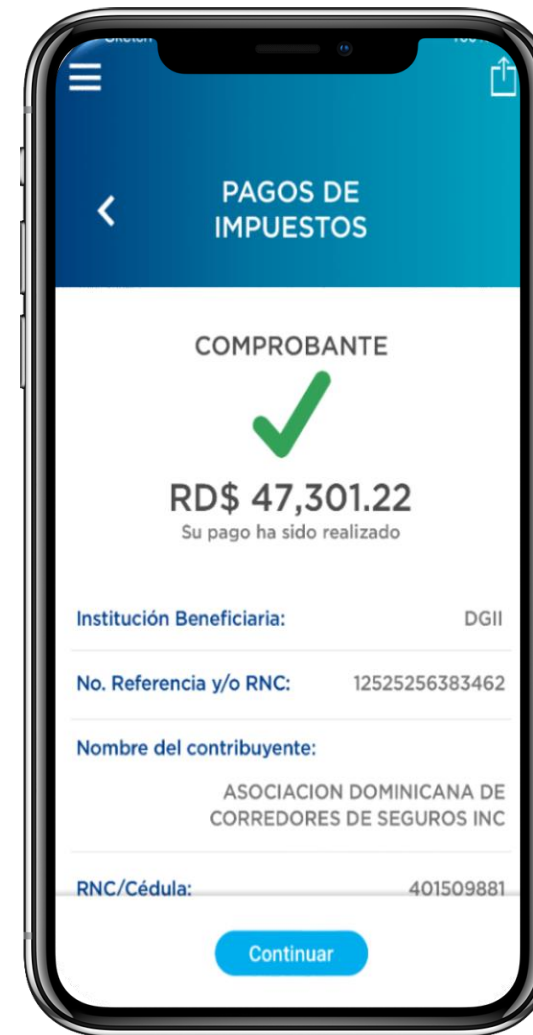 PAGOS DE
IMPUESTOS
COMPROBANTE
RD$ 47,301.22
Su pago ha sido realizado
Institución Beneficiaria: DGII
No. Referencia y/o RNC: 12525256383462
Nombre del contribuyente:
ASOCIACION DOMINICANA DE
CORREDORES DE SEGUROS INC
RNC/Cédula: 401509881
Continuar